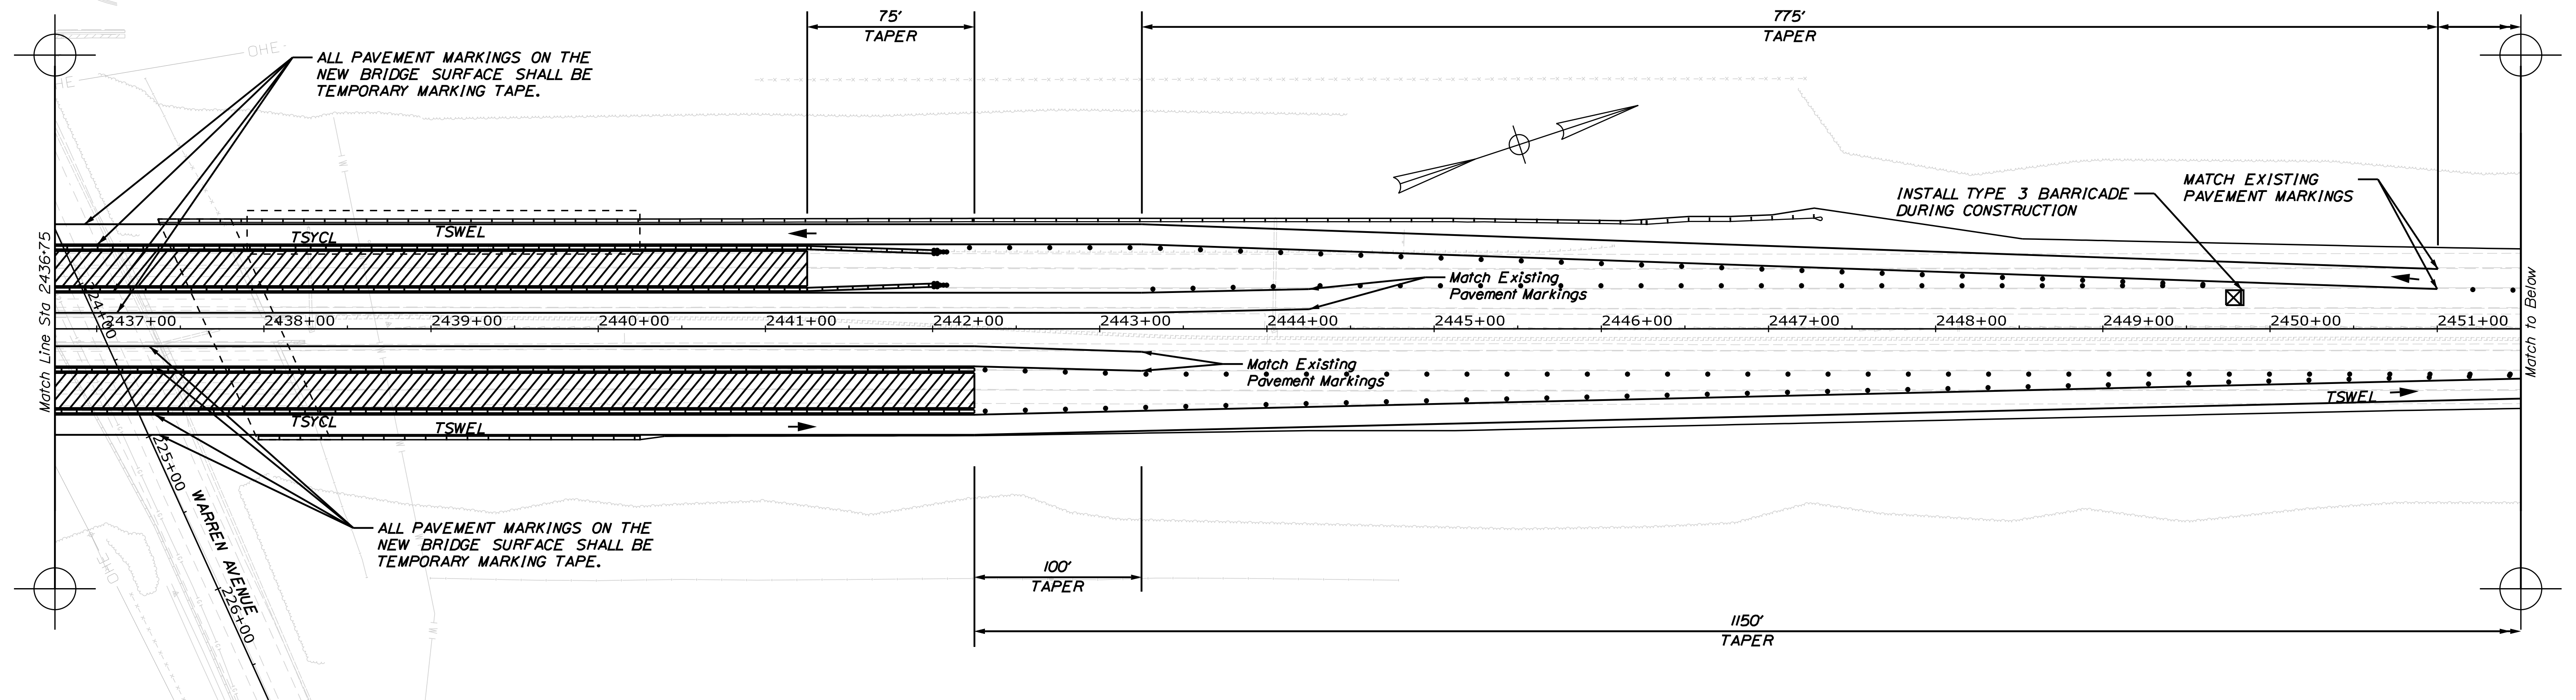 75'
TAPER
775'
TAPER
OHE
HE
ALL PAVEMENT MARKINGS ON THE
NEW BRIDGE SURFACE SHALL BE
TEMPORARY MARKING TAPE.
W
INSTALL TYPE 3 BARRICADE
DURING CONSTRUCTION
MATCH EXISTING
PAVEMENT MARKINGS
Match Line Sta 2436+75
TSYCL
TSWEL
Match Existing
Pavement Markings
224+00
2437+00
2438+00
2439+00
2440+00
2441+00
2442+00
2443+00
2444+00
2445+00
2446+00
2447+00
2448+00
2449+00
2450+00
2451+00
Match to Below
Match Existing
Pavement Markings
TSWEL
TSYCL
TSWEL
W
225+00
WARREN AVENUE
226+00
ALL PAVEMENT MARKINGS ON THE
NEW BRIDGE SURFACE SHALL BE
TEMPORARY MARKING TAPE.
OHE
W
100'
TAPER
1150'
TAPER